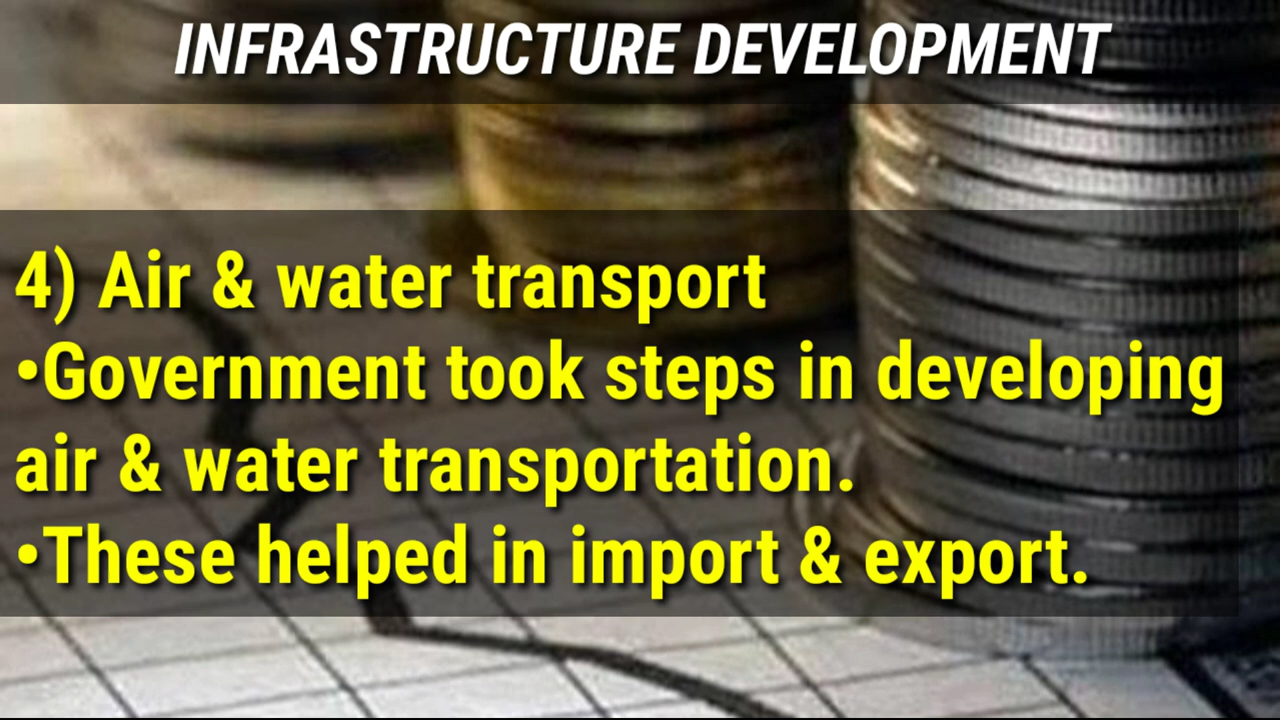 INFRASTRUCTURE DEVELOPMENT
4) Air & water transport
•Government took steps in developing
air & water transportation.
•These helped in import & export.